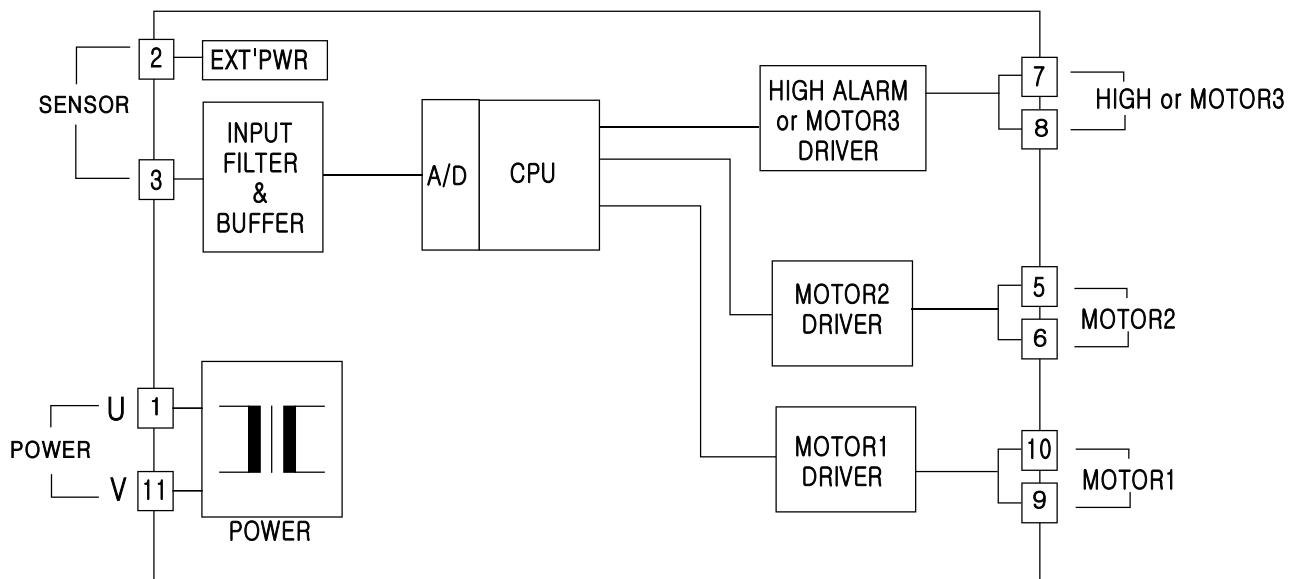 2
EXT'PWR
SENSOR
3
INPUT
FILTER
&
BUFFER
A/D
CPU
HIGH ALARM
or MOTOR3
DRIVER
7
8
HIGH or MOTOR3
MOTOR2
DRIVER
5
6
MOTOR2
U
1
POWER
V
11
POWER
MOTOR1
DRIVER
10
9
MOTOR1